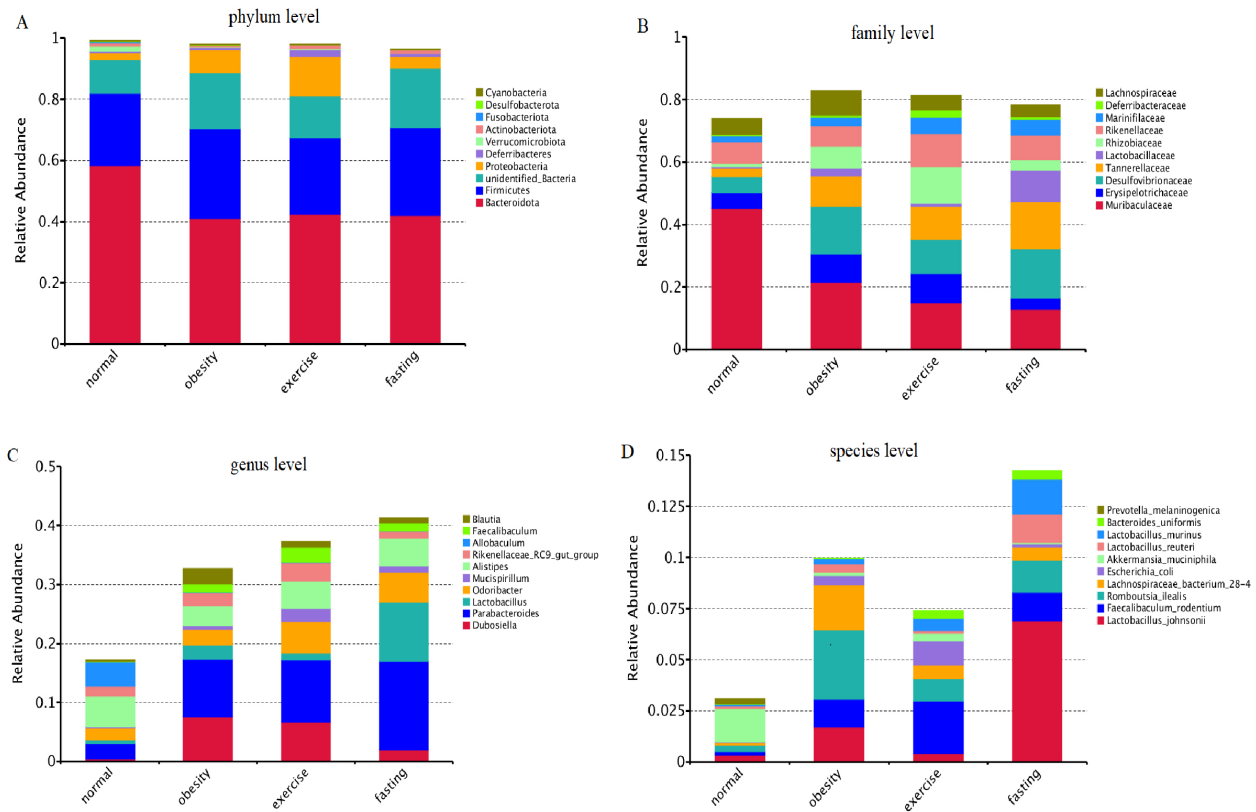 A
phylum level
Relative Abundance
1
0.8
0.6
0.4
0.2
0
normal
obesity
exercise
fasting
Cyanobacteria
Desulfobacterota
Fusobacteriota
Actinobacteriota
Verrucomicrobiota
Deferribacteres
Proteobacteria
unidentified_Bacteria
Firmicutes
Bacteroidota
B
family level
Relative Abundance
1
0.8
0.6
0.4
0.2
0
normal
obesity
exercise
fasting
Lachnospiraceae
Deferribacteraceae
Marinifilaceae
Rikenellaceae
Rhizobiaceae
Lactobacillaceae
Tannerellaceae
Desulfovibrionaceae
Erysipelotrichaceae
Muribaculaceae
C
genus level
Relative Abundance
0.5
0.4
0.3
0.2
0.1
0
normal
obesity
exercise
fasting
Blautia
Faecalibaculum
Allobaculum
Rikenellaceae_RC9_gut_group
Alistipes
Mucispirillum
Odoribacter
Lactobacillus
Parabacteroides
Dubosiella
D
species level
Relative Abundance
0.15
0.125
0.1
0.075
0.05
0.025
0
normal
obesity
exercise
fasting
Prevotella_melaninogenica
Bacteroides_uniformis
Lactobacillus_murinus
Lactobacillus_reuteri
Akkermansia_muciniphila
Escherichia_coli
Lachnospiraceae_bacterium_28-4
Romboutsia_ilealis
Faecalibaculum_rodentium
Lactobacillus_johnsonii